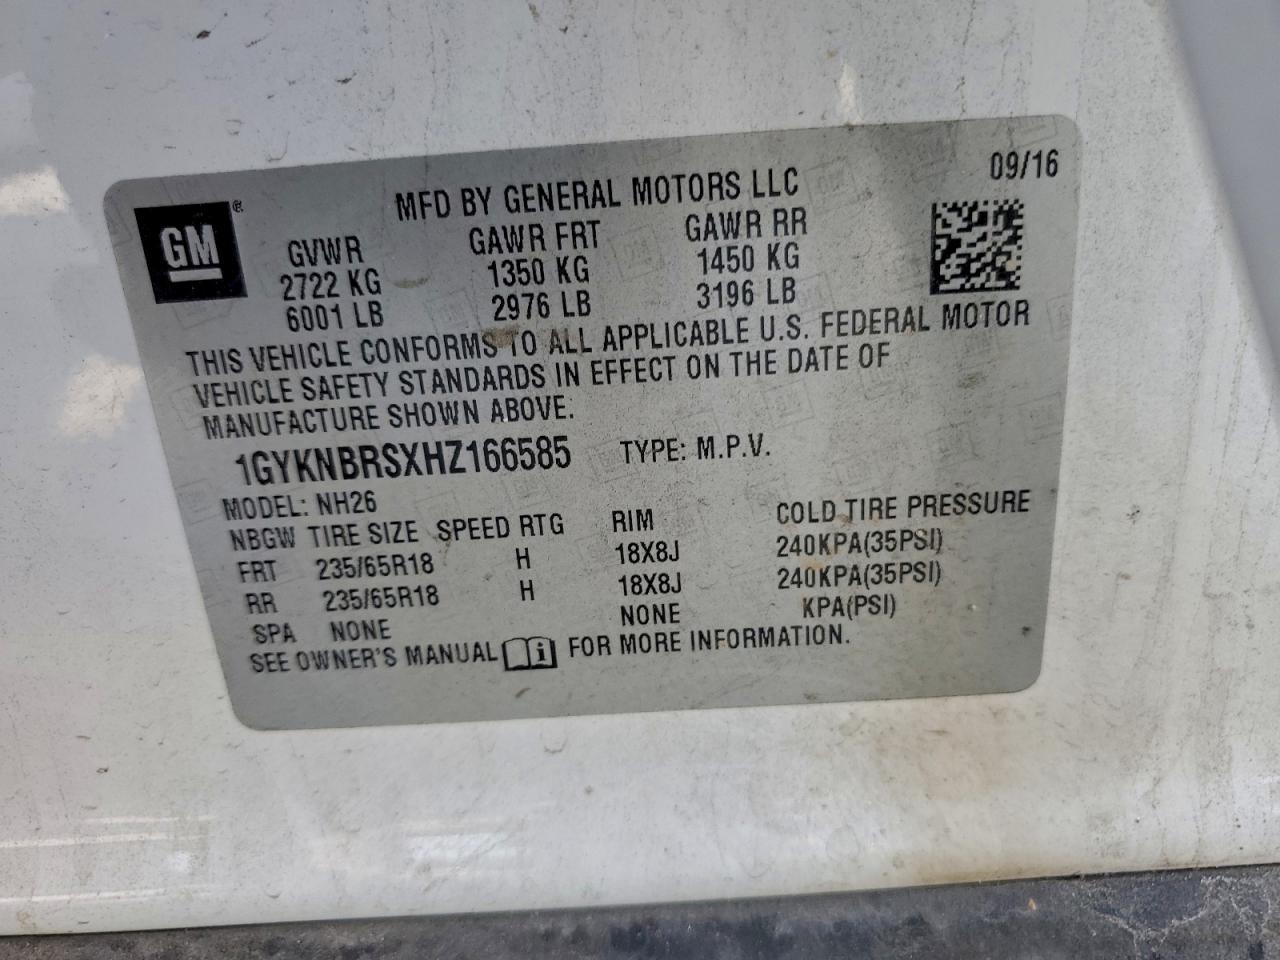 09/16
MFD BY GENERAL MOTORS LLC
GM ®
GVWR GAWR FRT GAWR RR
2722 KG 1350 KG 1450 KG
6001 LB 2976 LB 3196 LB
THIS VEHICLE CONFORMS TO ALL APPLICABLE U.S. FEDERAL MOTOR
VEHICLE SAFETY STANDARDS IN EFFECT ON THE DATE OF
MANUFACTURE SHOWN ABOVE.
1GYKNBRSXHZ166585 TYPE: M.P.V.
MODEL: NH26
NBGW TIRE SIZE SPEED RTG RIM COLD TIRE PRESSURE
FRT 235/65R18 H 18X8J 240KPA(35PSI)
RR 235/65R18 H 18X8J 240KPA(35PSI)
SPA NONE NONE KPA(PSI)
SEE OWNER'S MANUAL i FOR MORE INFORMATION.